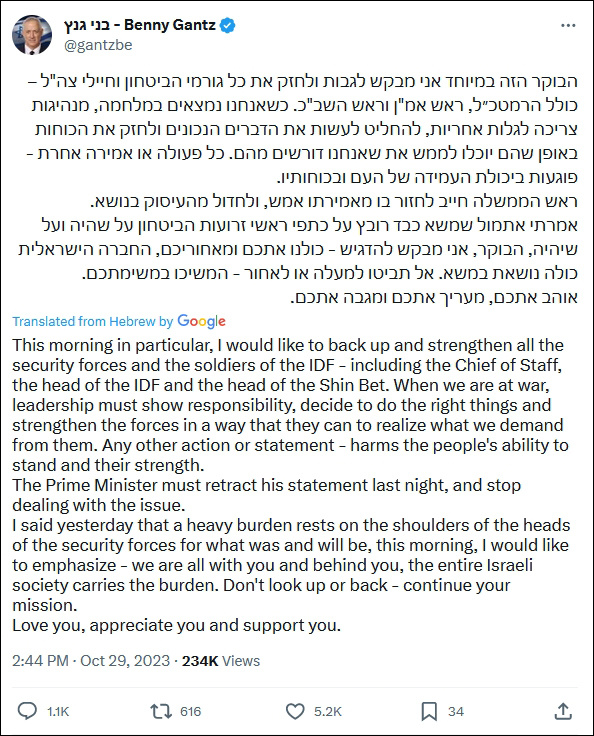 בני גנץ - Benny Gantz
@gantzbe
הבוקר הזה במיוחד אני מבקש לגבות ולחזק את כל גורמי הביטחון וחיילי צה"ל –
כולל הרמטכ״ל, ראש אמ"ן וראש השב"כ. כשאנחנו נמצאים במלחמה, מנהיגות
צריכה לגלות אחריות, להחליט לעשות את הדברים הנכונים ולחזק את הכוחות
באופן שהם יוכלו לממש את שאנחנו דורשים מהם. כל פעולה או אמירה אחרת -
פוגעות ביכולת העמידה של העם ובכוחותיו.
ראש הממשלה חייב לחזור בו מאמירתו אמש, ולחדול מהעיסוק בנושא.
אמרתי אתמול שמשא כבד רובץ על כתפי ראשי זרועות הביטחון על שהיה ועל
שיהיה, הבוקר, אני מבקש להדגיש - כולנו אתכם ומאחוריכם, החברה הישראלית
כולה נושאת במשא. אל תביטו למעלה או לאחור - המשיכו במשימתכם.
אוהב אתכם, מעריך אתכם ומגבה אתכם.
Translated from Hebrew by Google
This morning in particular, I would like to back up and strengthen all the
security forces and the soldiers of the IDF - including the Chief of Staff,
the head of the IDF and the head of the Shin Bet. When we are at war,
leadership must show responsibility, decide to do the right things and
strengthen the forces in a way that they can to realize what we demand
from them. Any other action or statement - harms the people's ability to
stand and their strength.
The Prime Minister must retract his statement last night, and stop
dealing with the issue.
I said yesterday that a heavy burden rests on the shoulders of the heads
of the security forces for what was and will be, this morning, I would like
to emphasize - we are all with you and behind you, the entire Israeli
society carries the burden. Don't look up or back - continue your
mission.
Love you, appreciate you and support you.
2:44 PM · Oct 29, 2023 · 234K Views
1.1K 616 5.2K 34